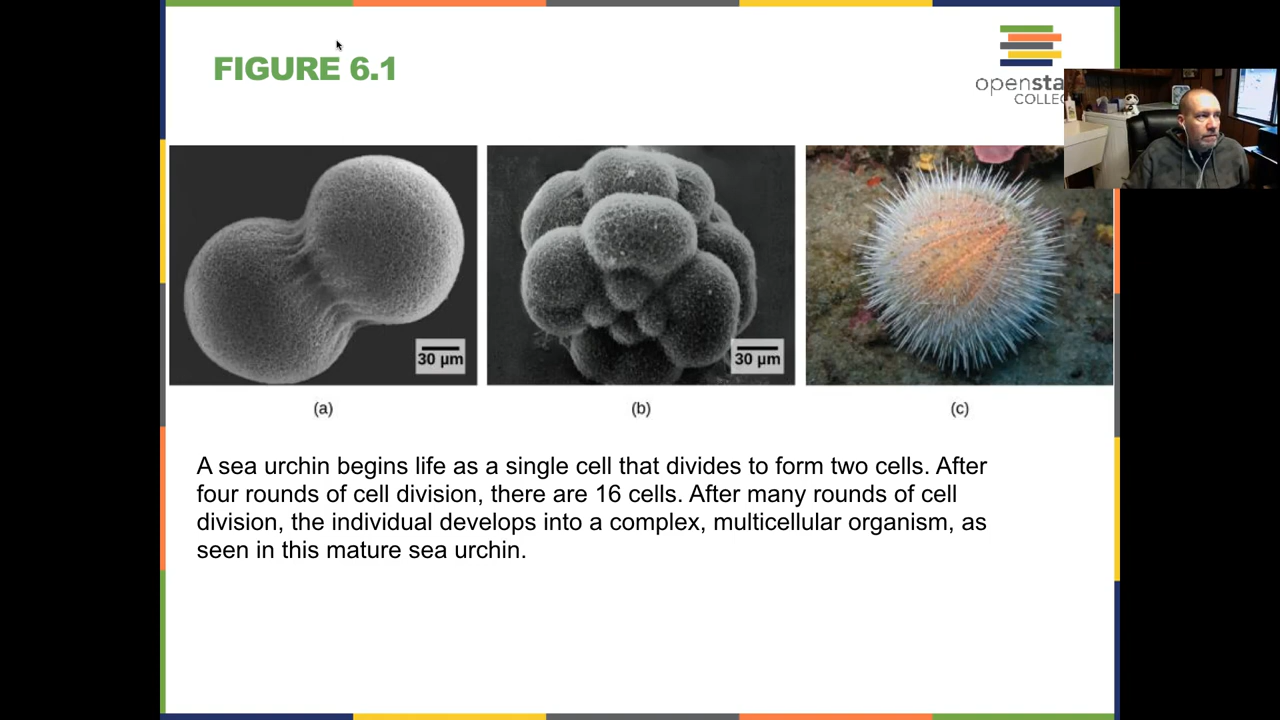 FIGURE 6.1
opensta
COLLEC
30 µm
30 µm
(a)
(b)
(c)
A sea urchin begins life as a single cell that divides to form two cells. After
four rounds of cell division, there are 16 cells. After many rounds of cell
division, the individual develops into a complex, multicellular organism, as
seen in this mature sea urchin.